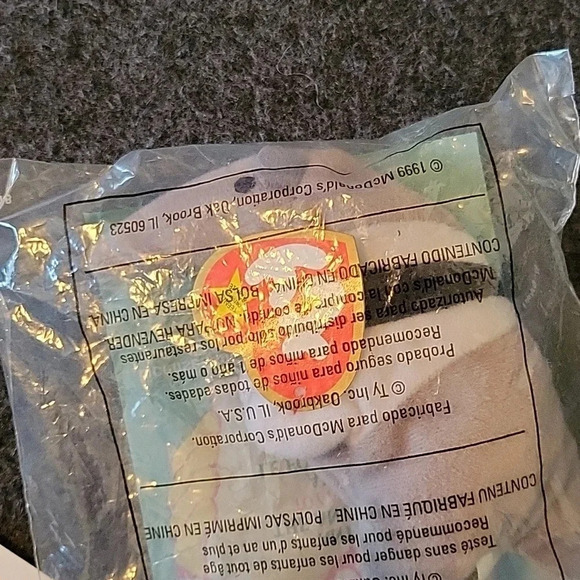 Testé sans danger pour les enfants de tout âge
Recommandé pour d'enfants d'un an et plus
CONTENU FABRIQUÉ EN CHINE POLYSAC IMPRIMÉ EN CHINE
Fabricado para McDonald's Corporation.
© Ty Inc. Oakbrook, IL U.S.A.
Probado seguro para niños de todas edades.
Recomendado para niños de 1 año o más.
Autorizado para ser distribuido sólo por los restaurantes
McDonald's con la compra de comida. NO PARA REVENDER
CONTENIDO FABRICADO EN CHINA BOLSA IMPRESA EN CHINA
© 1999 McDonald's Corporation, Oak Brook, IL 60523